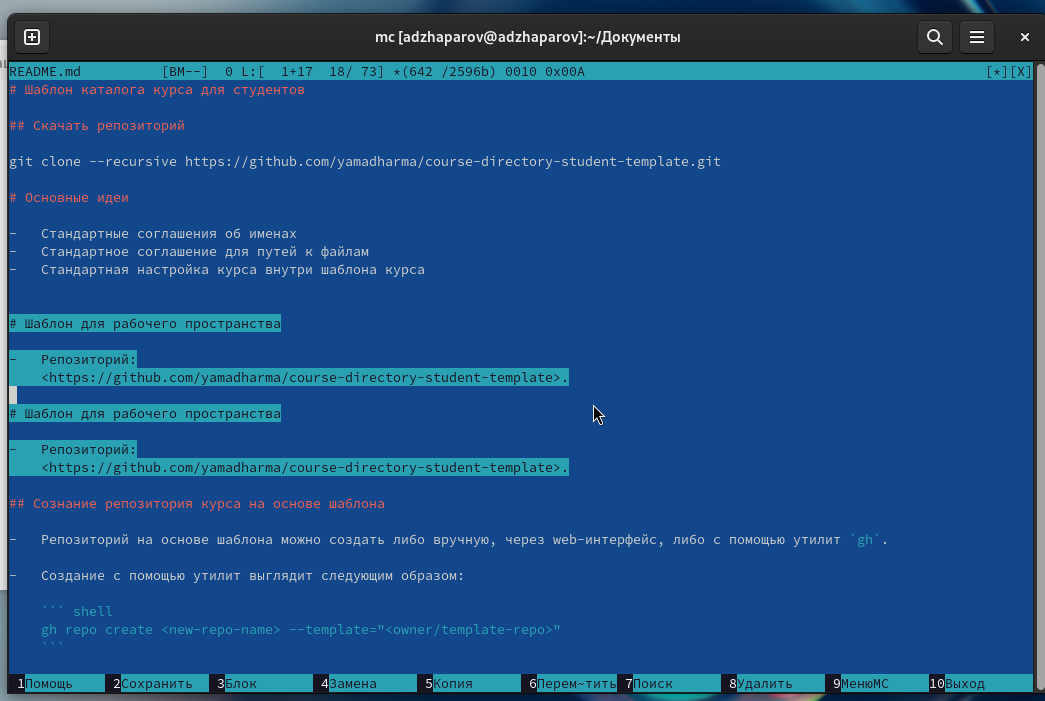 mc [adzhaparov@adzhaparov]:~/Документы
README.md [BM--] 0 L:[ 1+17 18/ 73] *(642 /2596b) 0010 0x00A [*][X]
# Шаблон каталога курса для студентов
## Скачать репозиторий
git clone --recursive https://github.com/yamadharma/course-directory-student-template.git
# Основные идеи
- Стандартные соглашения об именах
- Стандартное соглашение для путей к файлам
- Стандартная настройка курса внутри шаблона курса
# Шаблон для рабочего пространства
- Репозиторий:
<https://github.com/yamadharma/course-directory-student-template>.
# Шаблон для рабочего пространства
- Репозиторий:
<https://github.com/yamadharma/course-directory-student-template>.
## Сознание репозитория курса на основе шаблона
- Репозиторий на основе шаблона можно создать либо вручную, через web-интерфейс, либо с помощью утилит `gh`.
- Создание с помощью утилит выглядит следующим образом:
``` shell
gh repo create <new-repo-name> --template="<owner/template-repo>"
```
1Помощь 2Сохранить 3Блок 4Замена 5Копия 6Перем~тить 7Поиск 8Удалить 9МенюMC 10Выход